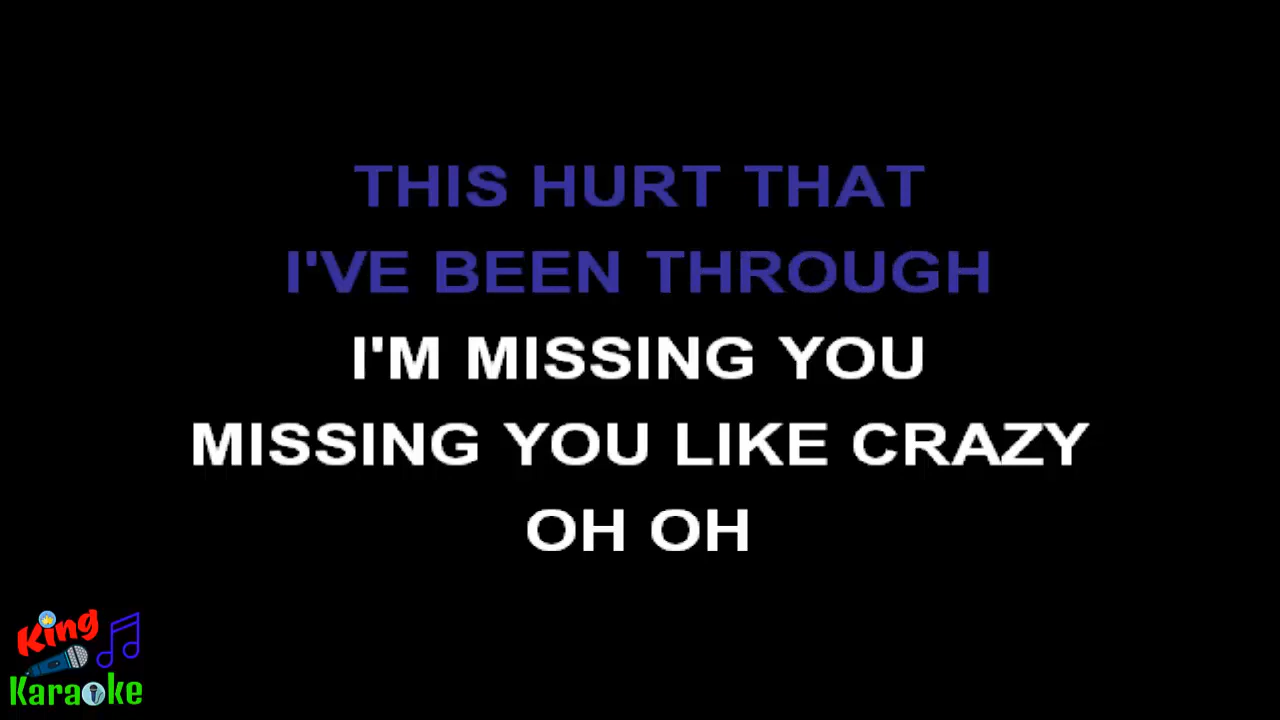 THIS HURT THAT
I'VE BEEN THROUGH
I'M MISSING YOU
MISSING YOU LIKE CRAZY
OH OH
King
Karaoke